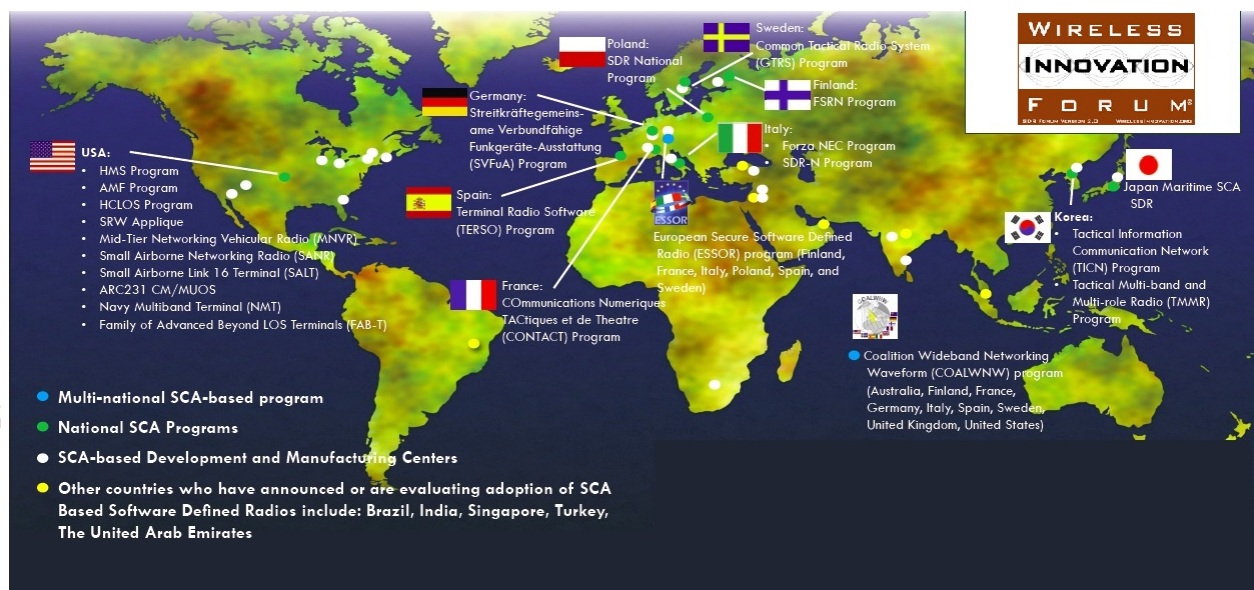 WIRELESS
INNOVATION
FORUM
SDR FORUM VERSION 2.0 WIRELESSINNOVATION.ORG
Sweden:
Common Tactical Radio System
(GTRS) Program
Poland:
SDR National
Program
Finland:
FSRN Program
Germany:
Streitkräftegemeins-
ame Verbundfähige
Funkgeräte-Ausstattung
(SVFuA) Program
Italy:
• Forza NEC Program
• SDR-N Program
USA:
• HMS Program
• AMF Program
• HCLOS Program
• SRW Applique
• Mid-Tier Networking Vehicular Radio (MNVR)
• Small Airborne Networking Radio (SANR)
• Small Airborne Link 16 Terminal (SALT)
• ARC231 CM/MUOS
• Navy Multiband Terminal (NMT)
• Family of Advanced Beyond LOS Terminals (FAB-T)
Spain:
Terminal Radio Software
(TERSO) Program
ESSOR
European Secure Software Defined
Radio (ESSOR) program (Finland,
France, Italy, Poland, Spain, and
Sweden)
Japan Maritime SCA
SDR
Korea:
• Tactical Information
Communication Network
(TICN) Program
• Tactical Multi-band and
Multi-role Radio (TMMR)
Program
France:
COmmunications Numeriques
TACtiques et de Theatre
(CONTACT) Program
COALWNW
Coalition Wideband Networking
Waveform (COALWNW) program
(Australia, Finland, France,
Germany, Italy, Spain, Sweden,
United Kingdom, United States)
Multi-national SCA-based program
National SCA Programs
SCA-based Development and Manufacturing Centers
Other countries who have announced or are evaluating adoption of SCA
Based Software Defined Radios include: Brazil, India, Singapore, Turkey,
The United Arab Emirates